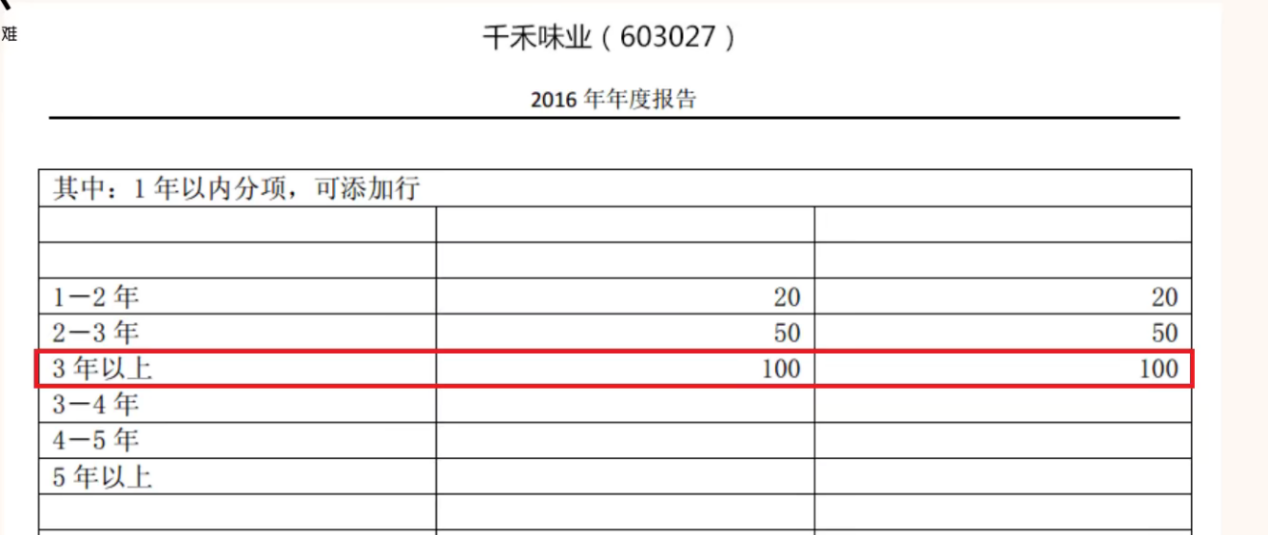 难
千禾味业（603027）
2016 年年度报告
其中：1 年以内分项，可添加行
1－2 年 20 20
2－3 年 50 50
3 年以上 100 100
3－4 年
4－5 年
5 年以上